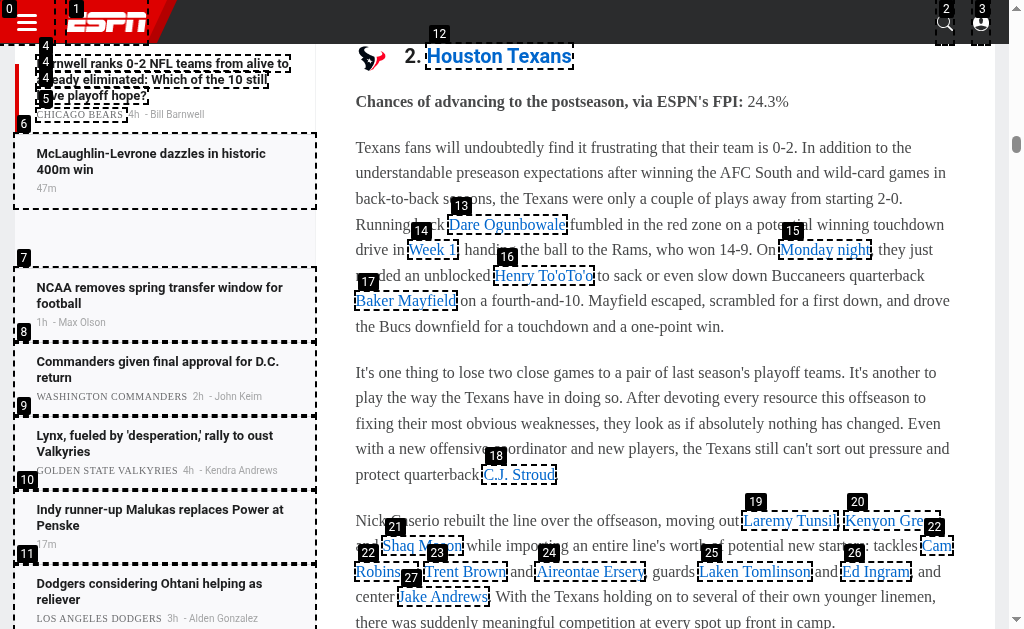 0
1
ESPN
2
3
4
4
4
5
Barnwell ranks 0-2 NFL teams from alive to
already eliminated: Which of the 10 still
have playoff hope?
CHICAGO BEARS 4h - Bill Barnwell
6
McLaughlin-Levrone dazzles in historic
400m win
47m
7
NCAA removes spring transfer window for
football
1h - Max Olson
8
Commanders given final approval for D.C.
return
WASHINGTON COMMANDERS 2h - John Keim
9
Lynx, fueled by 'desperation,' rally to oust
Valkyries
GOLDEN STATE VALKYRIES 4h - Kendra Andrews
10
Indy runner-up Malukas replaces Power at
Penske
17m
11
Dodgers considering Ohtani helping as
reliever
LOS ANGELES DODGERS 3h - Alden Gonzalez
12
2. Houston Texans
Chances of advancing to the postseason, via ESPN's FPI: 24.3%
Texans fans will undoubtedly find it frustrating that their team is 0-2. In addition to the
understandable preseason expectations after winning the AFC South and wild-card games in
back-to-back seasons, the Texans were only a couple of plays away from starting 2-0.
13
Running back Dare Ogunbowale fumbled in the red zone on a potential winning touchdown
14
15
drive in Week 1, handing the ball to the Rams, who won 14-9. On Monday night, they just
16
needed an unblocked Henry To'oTo'o to sack or even slow down Buccaneers quarterback
17
Baker Mayfield on a fourth-and-10. Mayfield escaped, scrambled for a first down, and drove
the Bucs downfield for a touchdown and a one-point win.
It's one thing to lose two close games to a pair of last season's playoff teams. It's another to
play the way the Texans have in doing so. After devoting every resource this offseason to
fixing their most obvious weaknesses, they look as if absolutely nothing has changed. Even
with a new offensive coordinator and new players, the Texans still can't sort out pressure and
18
protect quarterback C.J. Stroud.
19
20
Nick Caserio rebuilt the line over the offseason, moving out Laremy Tunsil, Kenyon Green
21
22
and Shaq Mason while importing an entire line's worth of potential new starters: tackles Cam
22
23
24
25
26
Robinson, Trent Brown and Aireontae Ersery, guards Laken Tomlinson and Ed Ingram, and
27
center Jake Andrews. With the Texans holding on to several of their own younger linemen,
there was suddenly meaningful competition at every spot up front in camp.